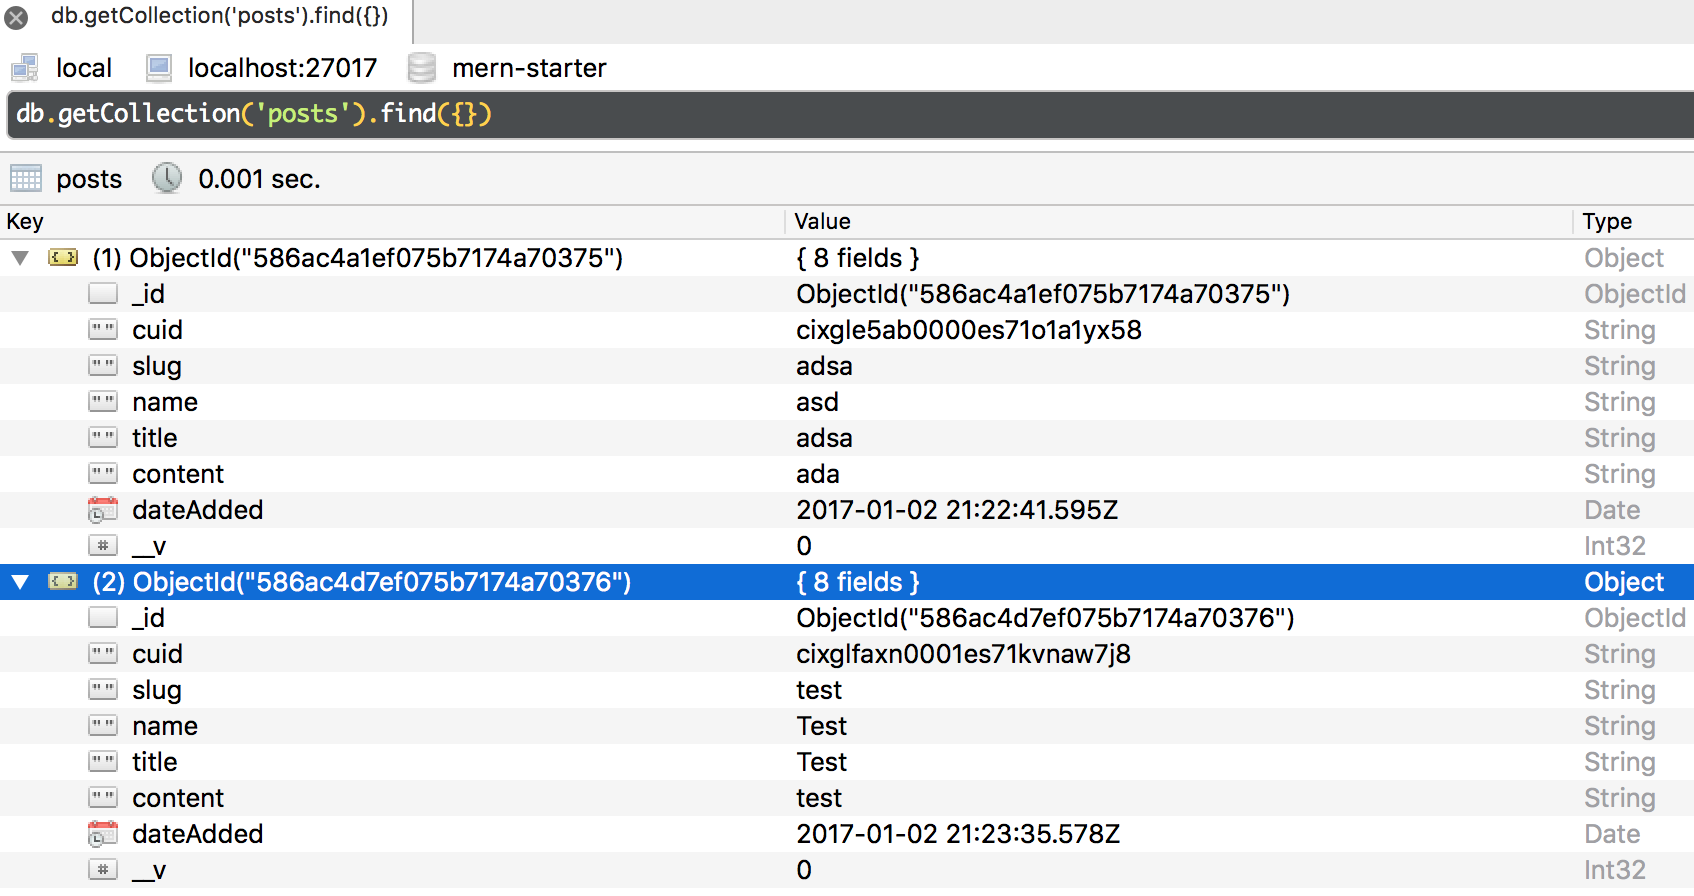 db.getCollection('posts').find({})
local localhost:27017 mern-starter
db.getCollection('posts').find({})
posts 0.001 sec.
Key Value Type
(1) ObjectId("586ac4a1ef075b7174a70375") { 8 fields } Object
_id ObjectId("586ac4a1ef075b7174a70375") ObjectId
cuid cixgle5ab0000es71o1a1yx58 String
slug adsa String
name asd String
title adsa String
content ada String
dateAdded 2017-01-02 21:22:41.595Z Date
__v 0 Int32
(2) ObjectId("586ac4d7ef075b7174a70376") { 8 fields } Object
_id ObjectId("586ac4d7ef075b7174a70376") ObjectId
cuid cixglfaxn0001es71kvnaw7j8 String
slug test String
name Test String
title Test String
content test String
dateAdded 2017-01-02 21:23:35.578Z Date
__v 0 Int32